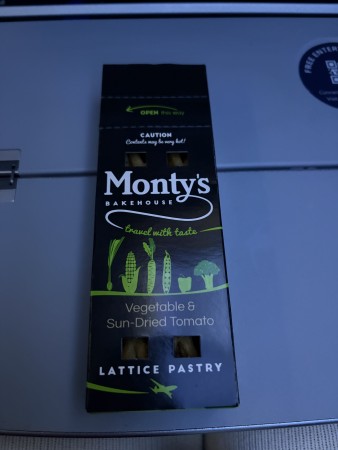 OPEN this way
CAUTION
Contents may be very hot!
Monty's
BAKEHOUSE
travel with taste
Vegetable &
Sun-Dried Tomato
LATTICE PASTRY
FREE